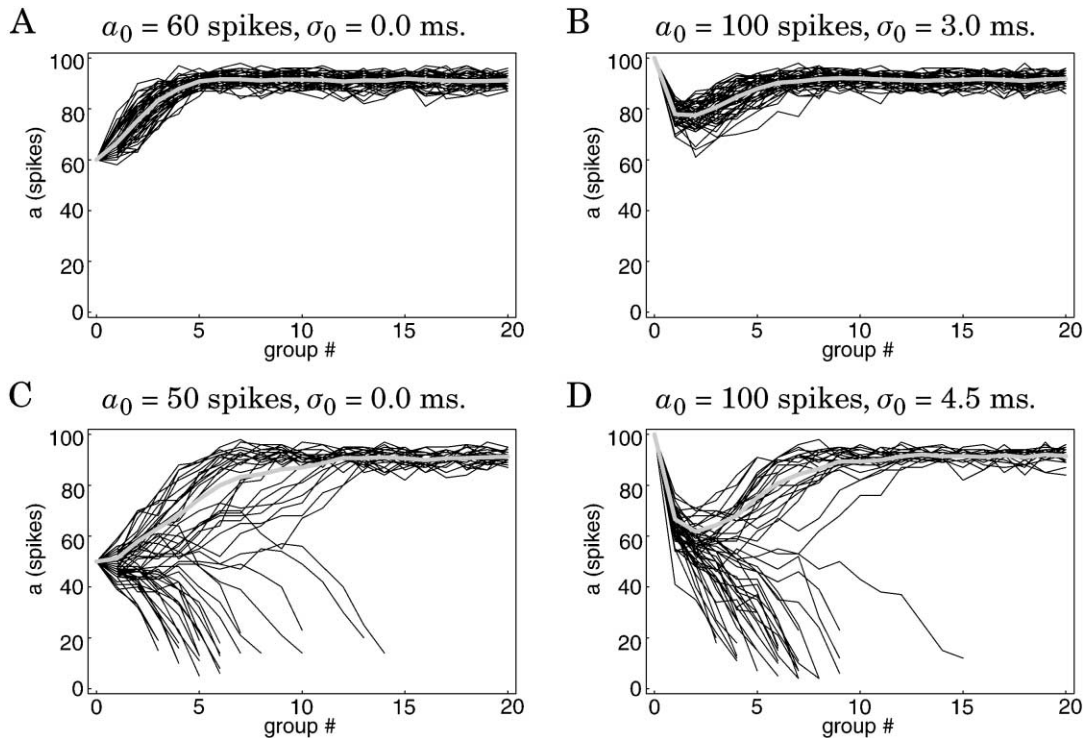 A a₀ = 60 spikes, σ₀ = 0.0 ms.
100
80
60
40
20
0
a (spikes)
0 5 10 15 20
group #
B a₀ = 100 spikes, σ₀ = 3.0 ms.
100
80
60
40
20
0
a (spikes)
0 5 10 15 20
group #
C a₀ = 50 spikes, σ₀ = 0.0 ms.
100
80
60
40
20
0
a (spikes)
0 5 10 15 20
group #
D a₀ = 100 spikes, σ₀ = 4.5 ms.
100
80
60
40
20
0
a (spikes)
0 5 10 15 20
group #